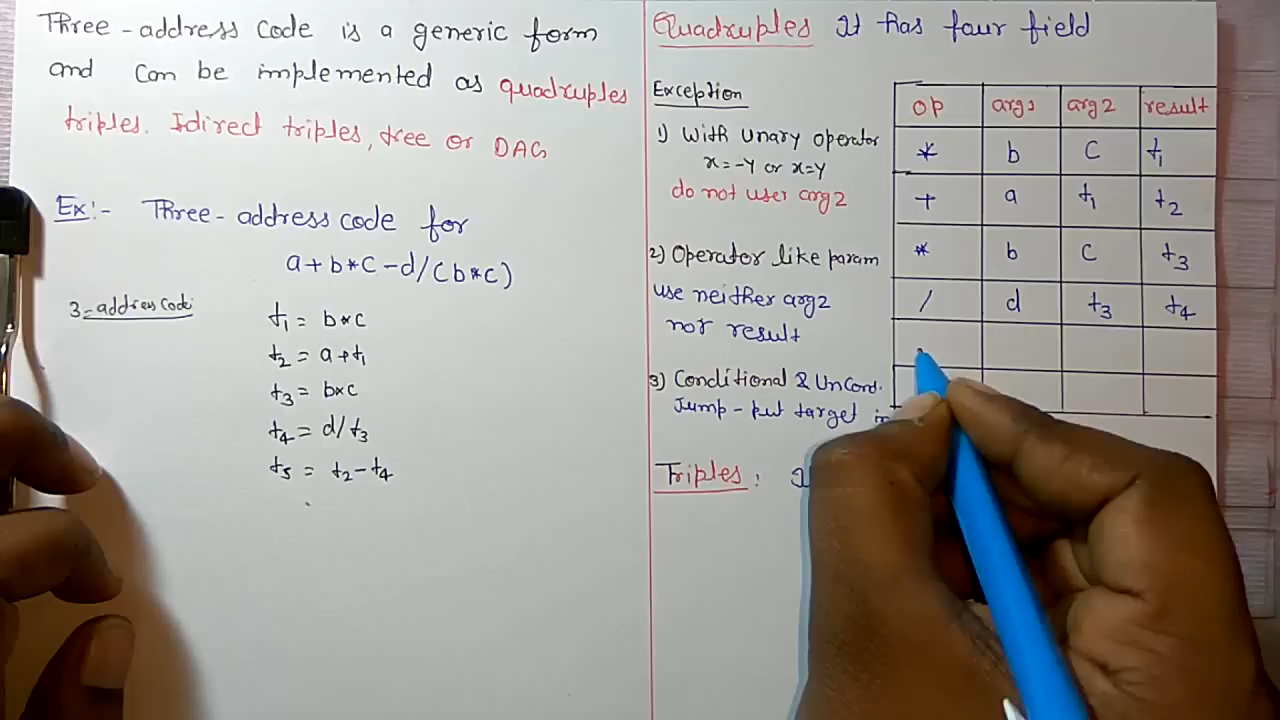 Three-address code is a generic form
and can be implemented as quadruples
triples. Idirect triples, tree or DAG
Ex:- Three-address code for
a+b*c-d/(b*c)
3-address code
t1 = b*c
t2 = a+t1
t3 = b*c
t4 = d/t3
t5 = t2-t4
Quadruples It has four field
Exception
1) With Unary operator
x=-y or x=y
do not user arg2
2) Operator like param
use neither arg2
nor result
3) Conditional & UnCond.
Jump - put target in
op arg1 arg2 result
* b c t1
+ a t1 t2
* b c t3
/ d t3 t4
Triples: